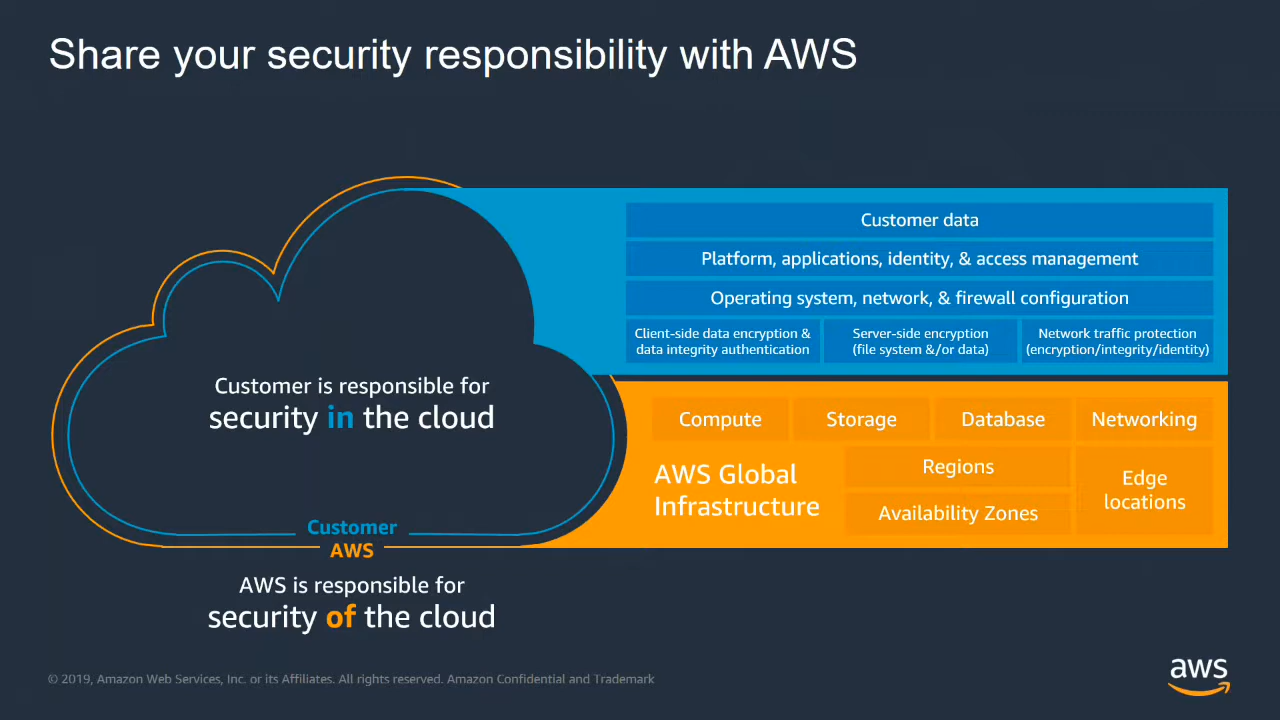 Share your security responsibility with AWS
Customer data
Platform, applications, identity, & access management
Operating system, network, & firewall configuration
Client-side data encryption &
data integrity authentication
Server-side encryption
(file system &/or data)
Network traffic protection
(encryption/integrity/identity)
Customer is responsible for
security in the cloud
Compute
Storage
Database
Networking
AWS Global
Infrastructure
Regions
Availability Zones
Edge
locations
Customer
AWS
AWS is responsible for
security of the cloud
© 2019, Amazon Web Services, Inc. or its Affiliates. All rights reserved. Amazon Confidential and Trademark
aws